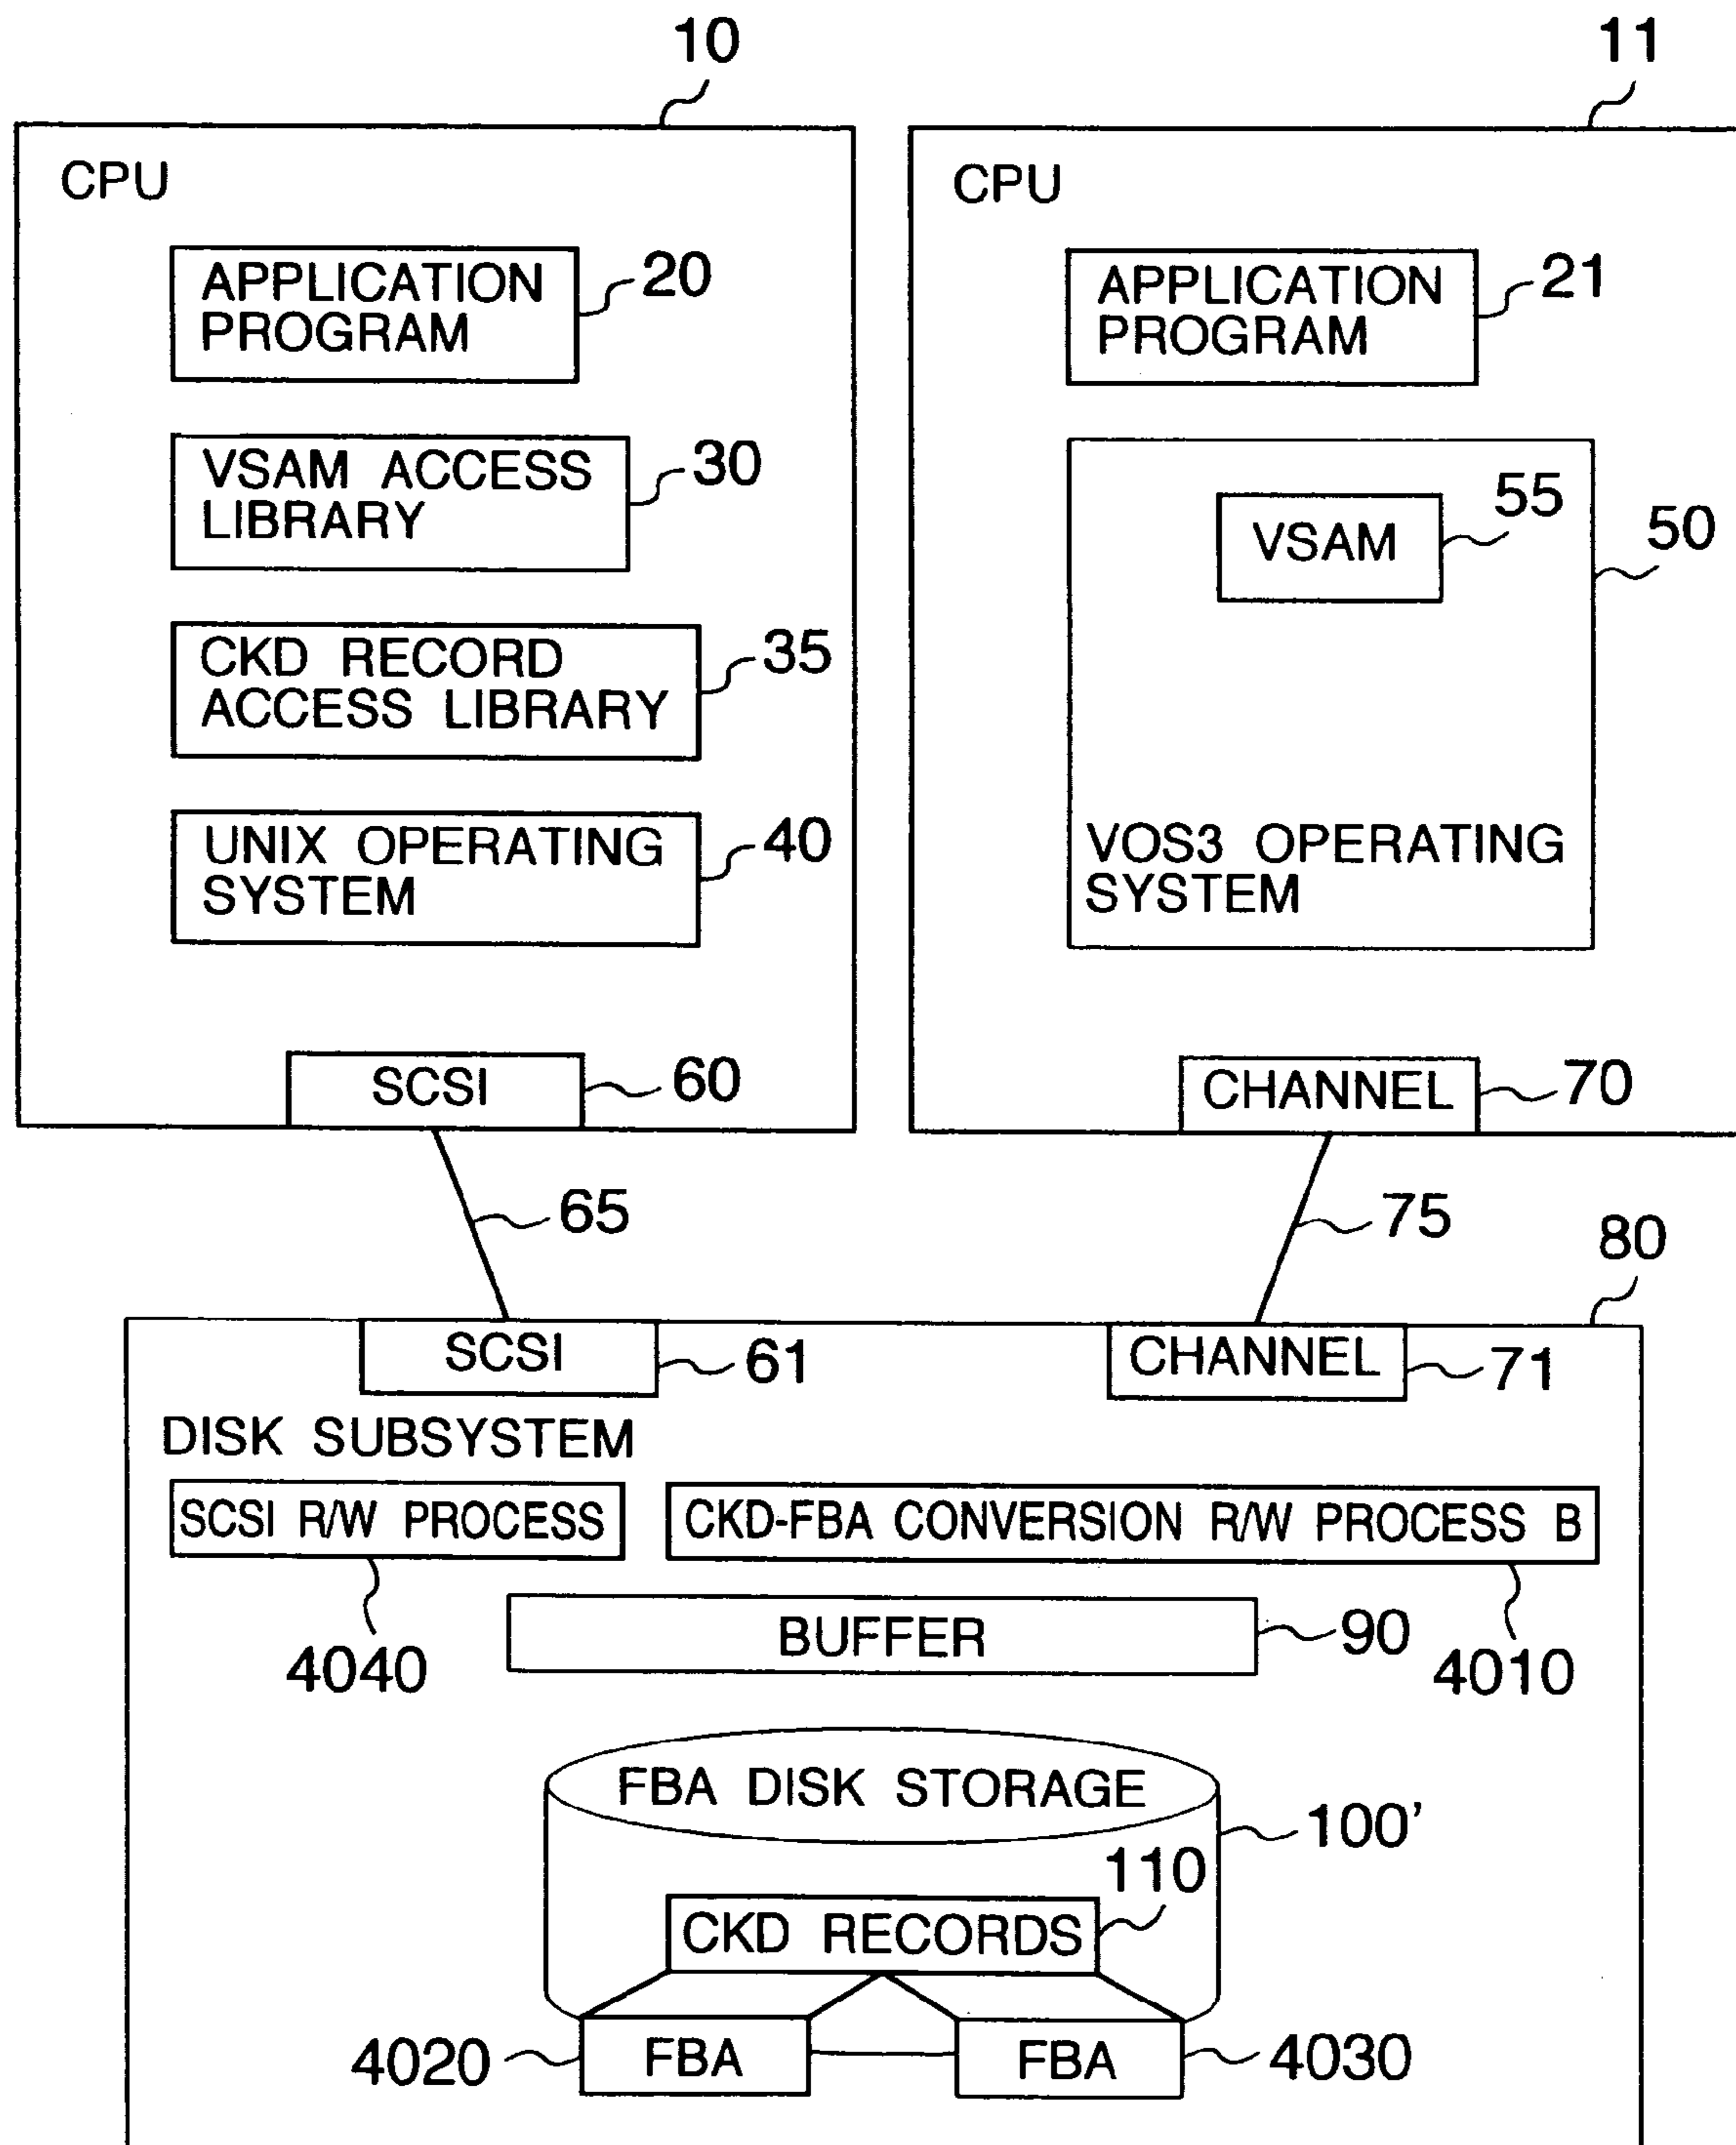 10
11
CPU
CPU
APPLICATION
PROGRAM
20
APPLICATION
PROGRAM
21
VSAM ACCESS
LIBRARY
30
VSAM
55
50
CKD RECORD
ACCESS LIBRARY
35
UNIX OPERATING
SYSTEM
40
VOS3 OPERATING
SYSTEM
SCSI
60
CHANNEL
70
65
75
80
SCSI
61
CHANNEL
71
DISK SUBSYSTEM
SCSI R/W PROCESS
CKD-FBA CONVERSION R/W PROCESS B
4040
BUFFER
90
4010
FBA DISK STORAGE
100'
110
CKD RECORDS
4020
FBA
FBA
4030